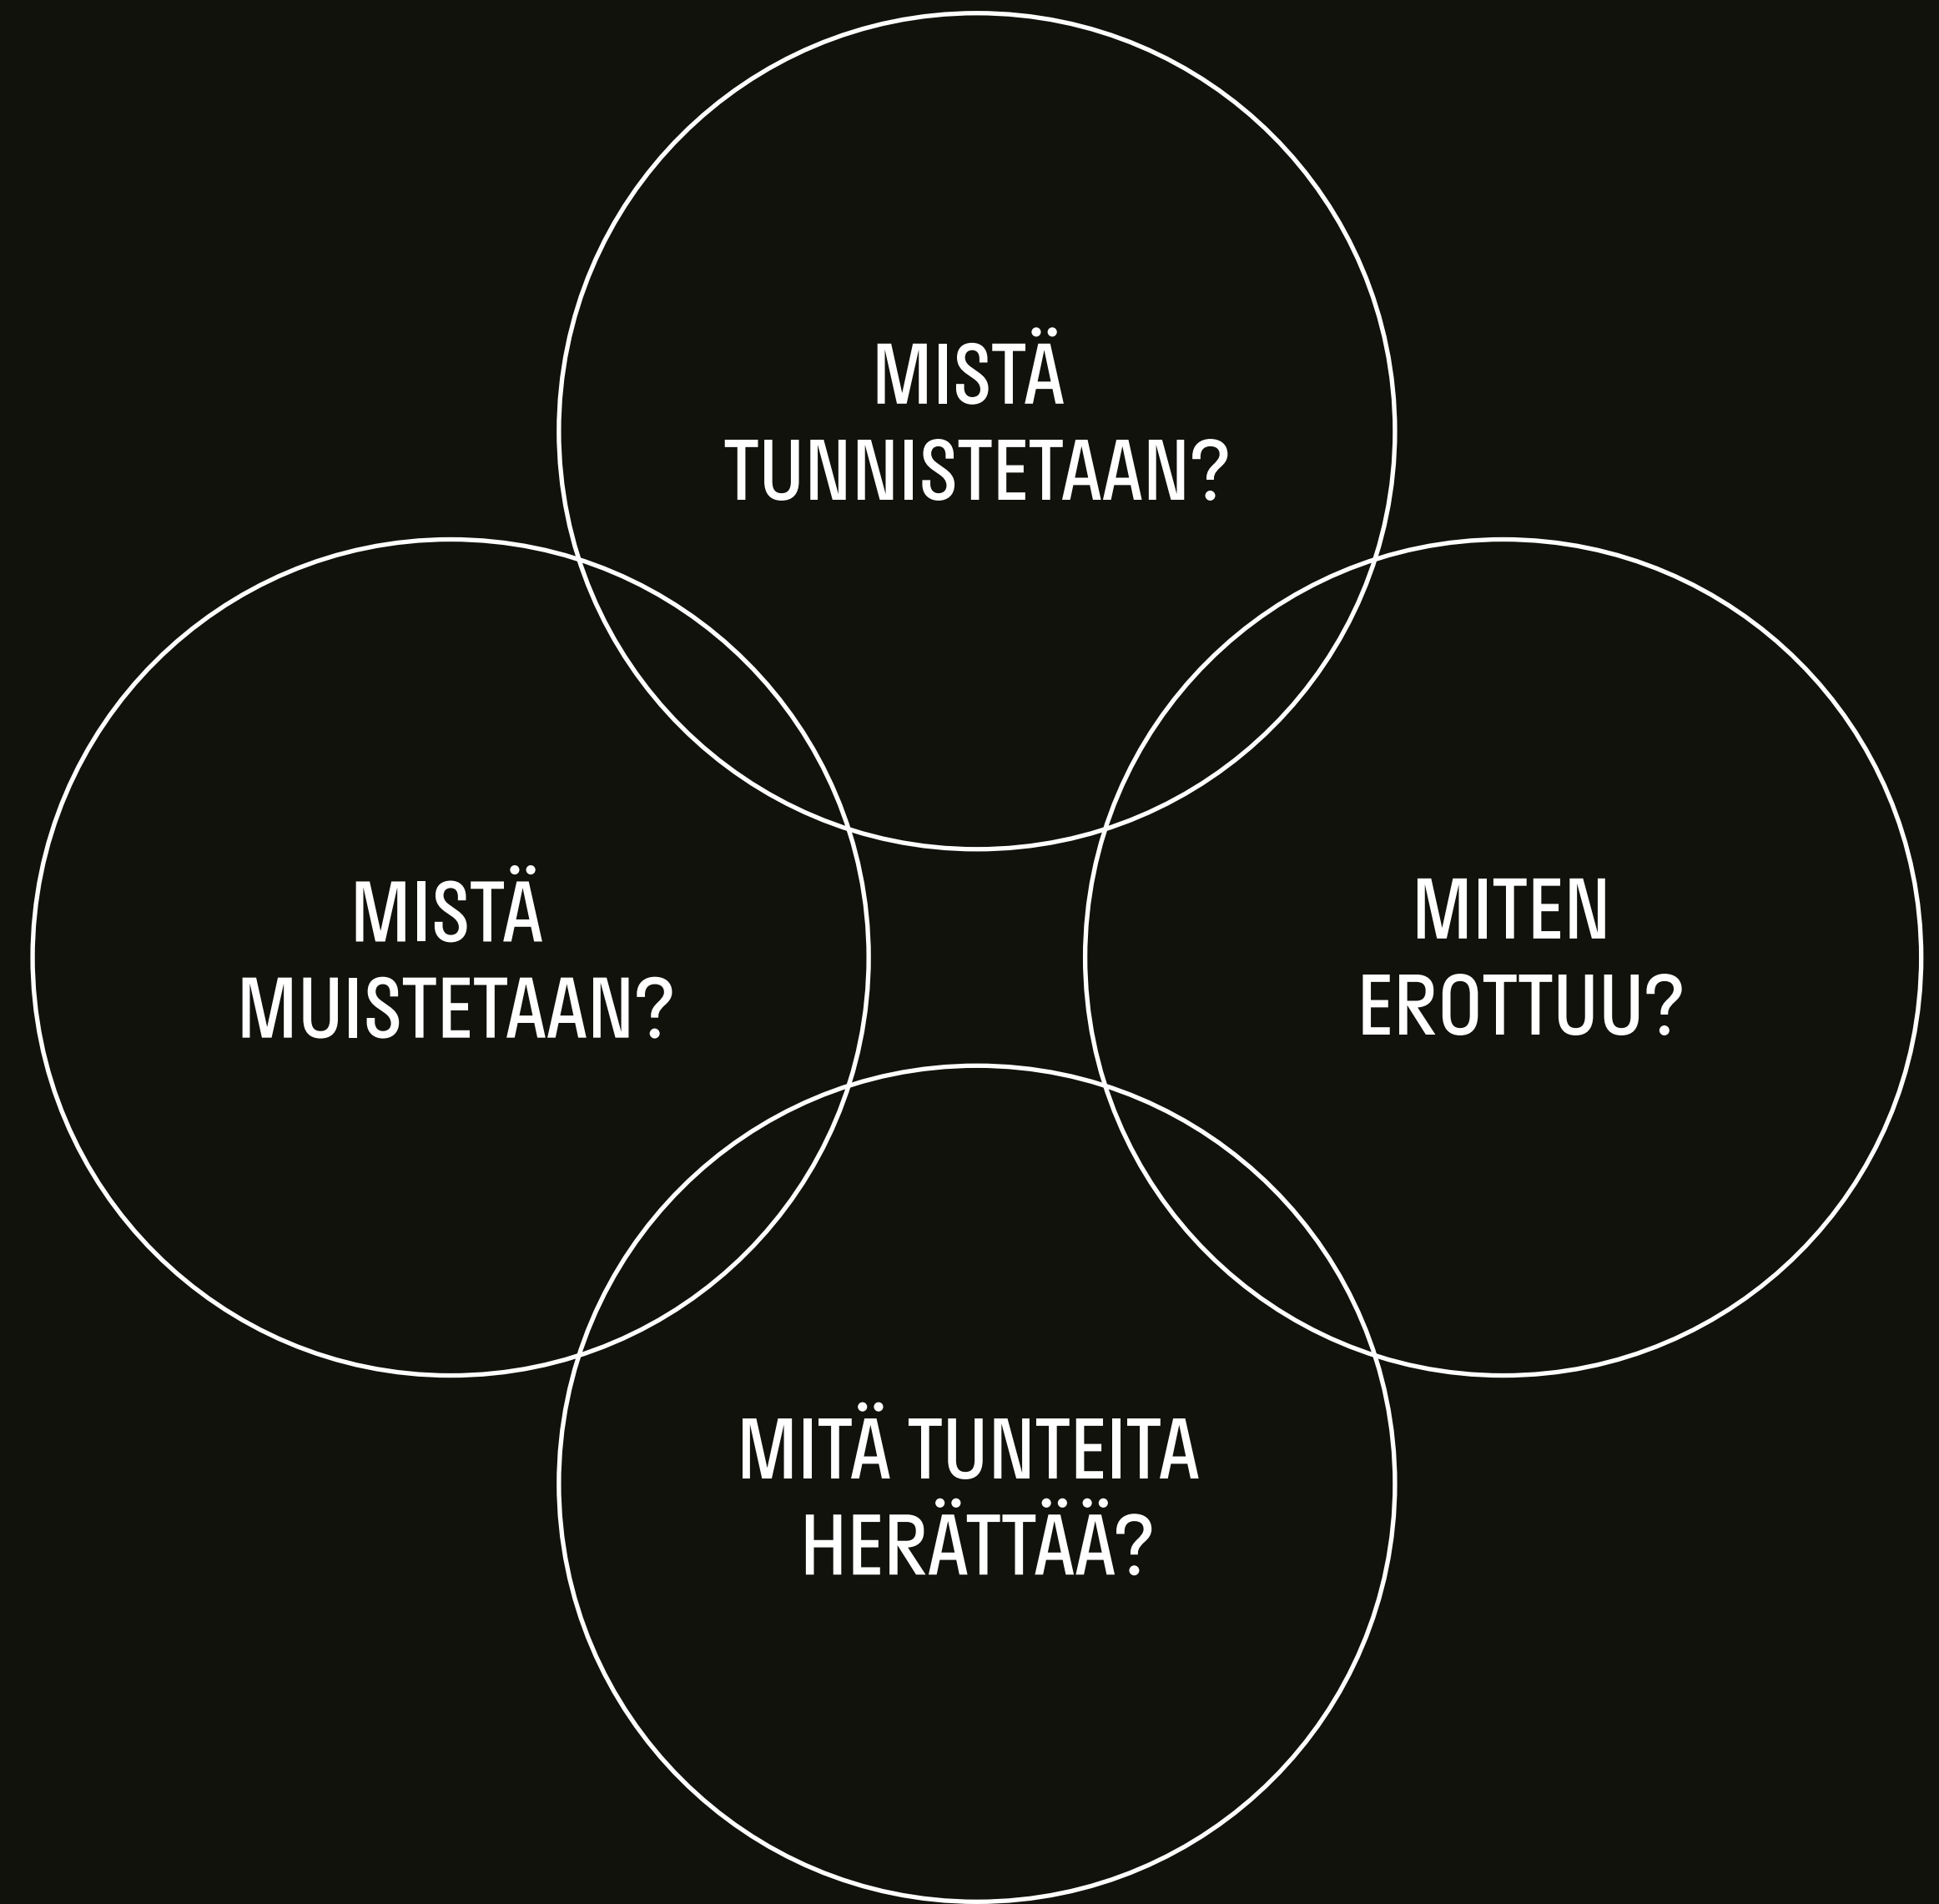 MISTÄ
TUNNISTETAAN?
MISTÄ
MUISTETAAN?
MITEN
EROTTUU?
MITÄ TUNTEITA
HERÄTTÄÄ?